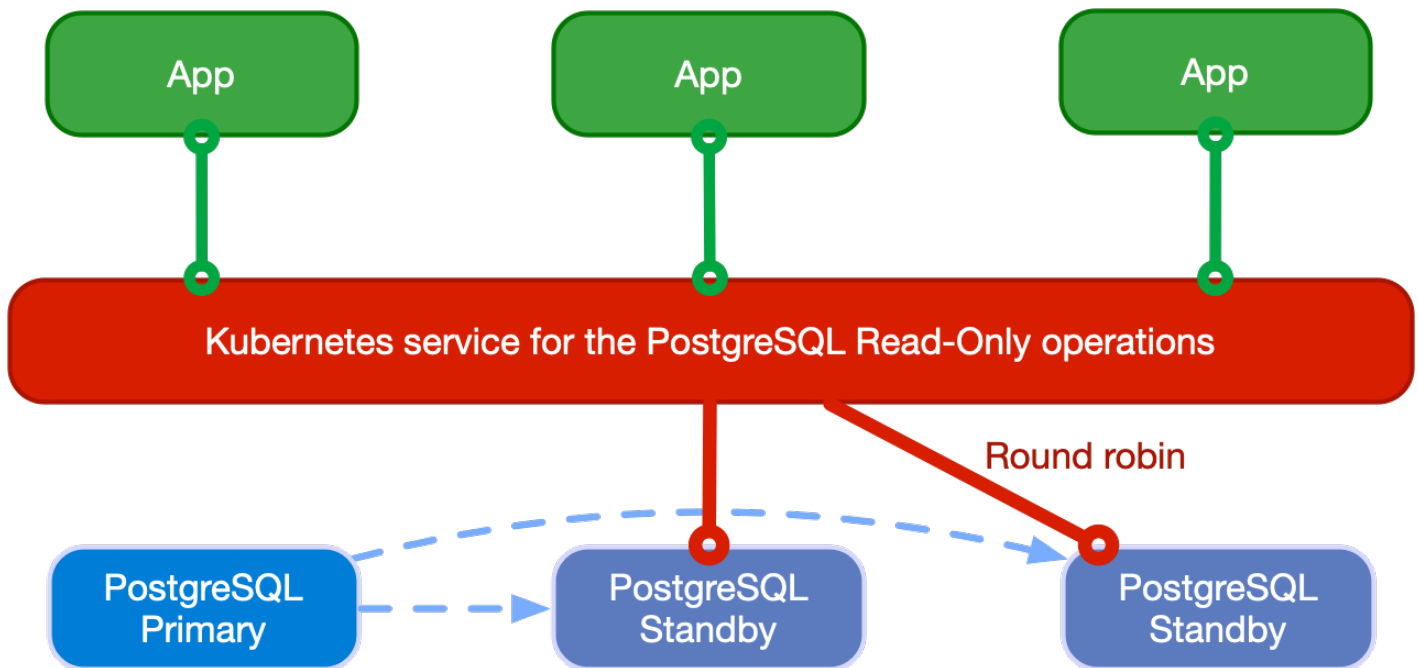 App
App
App
Kubernetes service for the PostgreSQL Read-Only operations
Round robin
PostgreSQL
Primary
PostgreSQL
Standby
PostgreSQL
Standby